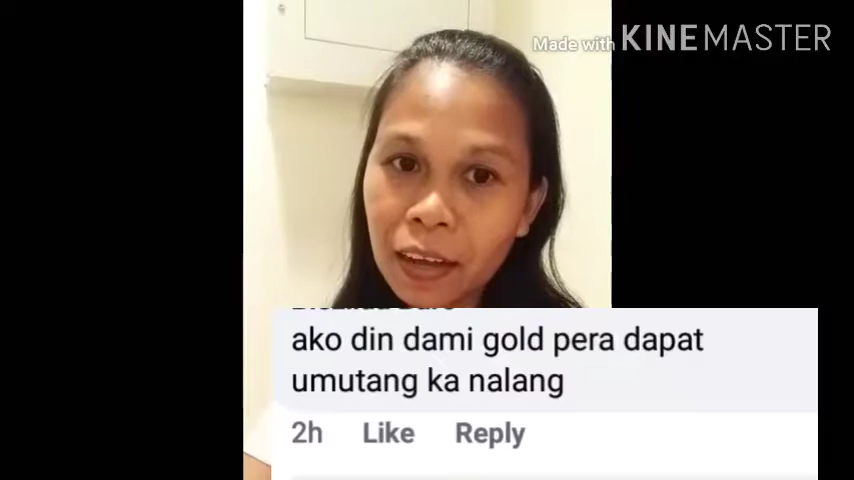 Made with KINEMASTER
ako din dami gold pera dapat
umutang ka nalang
2h Like Reply